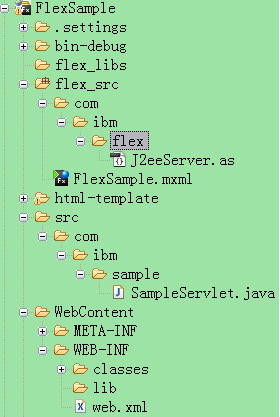 FlexSample
.settings
bin-debug
flex_libs
flex_src
com
ibm
flex
J2eeServer.as
FlexSample.mxml
html-template
src
com
ibm
sample
SampleServlet.java
WebContent
META-INF
WEB-INF
classes
lib
web.xml